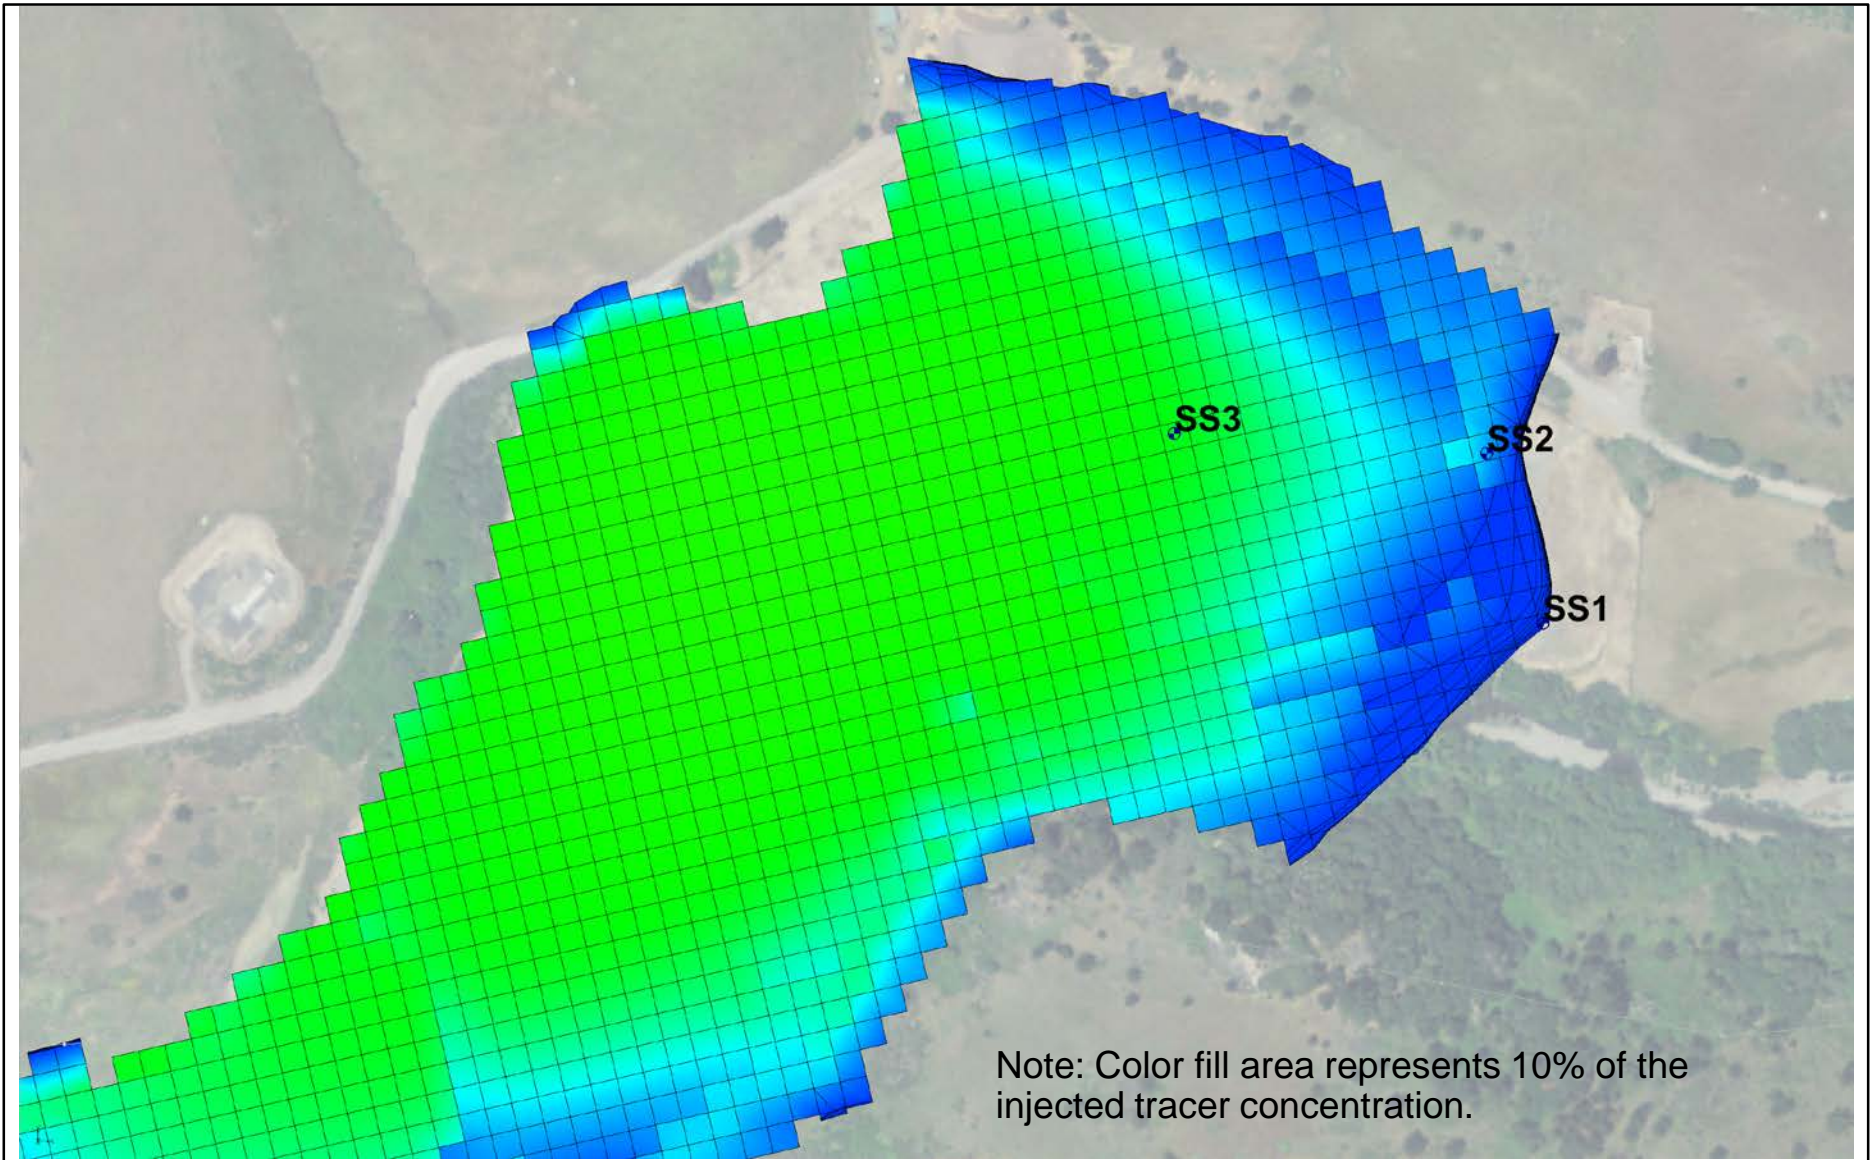 SS3
SS2
SS1
Note: Color fill area represents 10% of the
injected tracer concentration.